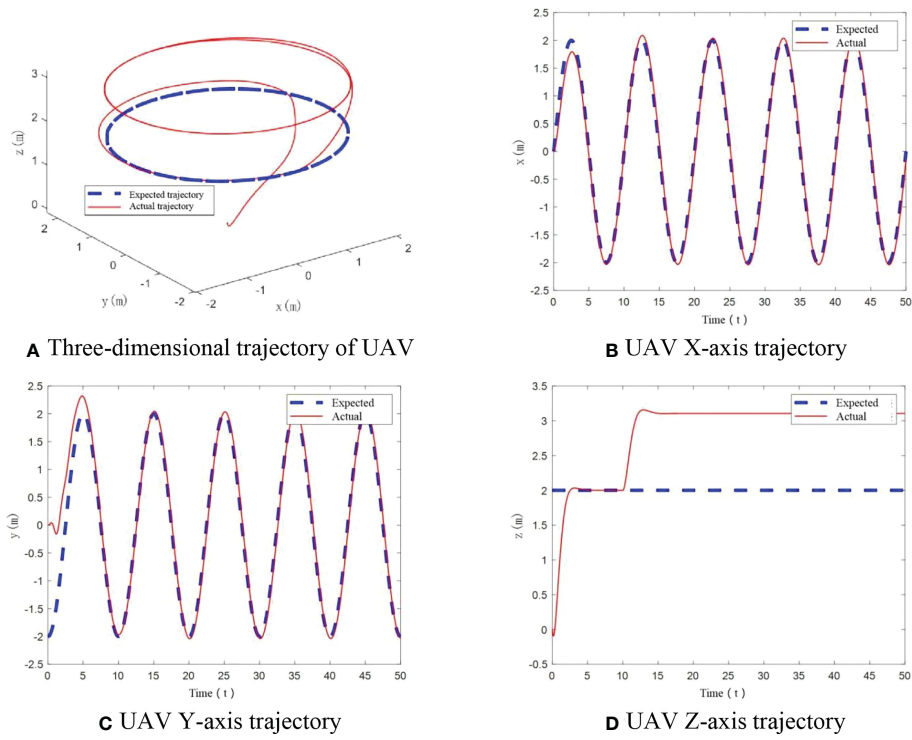 3
2
1
0
z(m)
Expected trajectory
Actual trajectory
2
1
0
-1
-2
y(m)
-2
-1
0
1
2
x(m)
A Three-dimensional trajectory of UAV
2.5
2
1.5
1
0.5
0
-0.5
-1
-1.5
-2
-2.5
x(m)
Expected
Actual
0 5 10 15 20 25 30 35 40 45 50
Time(t)
B UAV X-axis trajectory
2.5
2
1.5
1
0.5
0
-0.5
-1
-1.5
-2
-2.5
y(m)
Expected
Actual
0 5 10 15 20 25 30 35 40 45 50
Time(t)
C UAV Y-axis trajectory
3.5
3
2.5
2
1.5
1
0.5
0
-0.5
z(m)
Expected
Actual
0 5 10 15 20 25 30 35 40 45 50
Time(t)
D UAV Z-axis trajectory